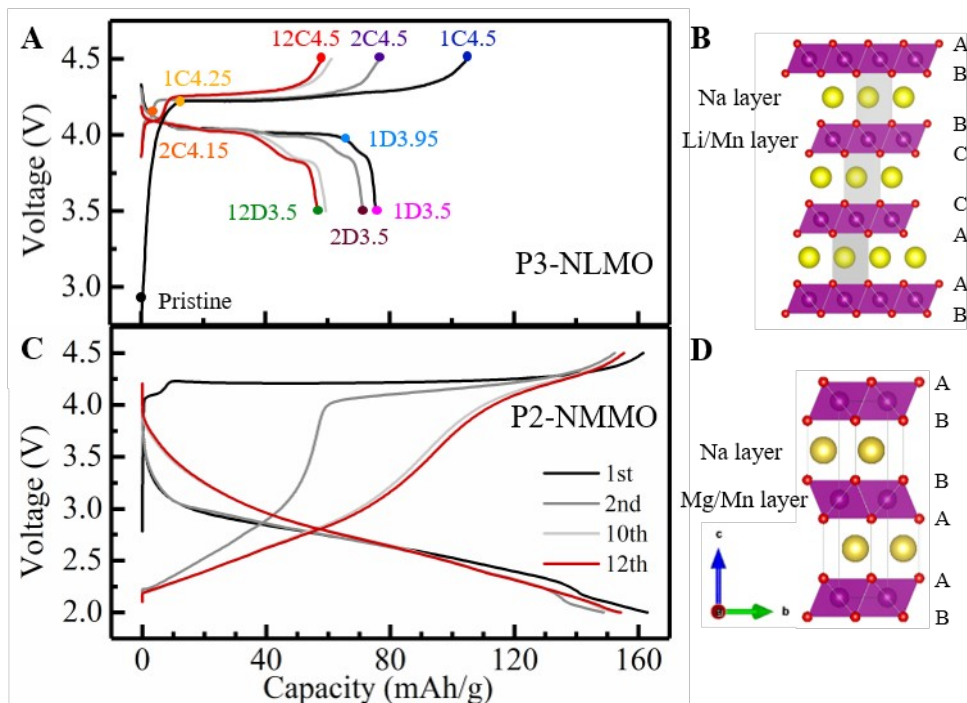 A
4.5
4.0
3.5
3.0
Voltage (V)
12C4.5
2C4.5
1C4.5
1C4.25
2C4.15
1D3.95
12D3.5
1D3.5
2D3.5
P3-NLMO
Pristine
B
A
B
Na layer
B
Li/Mn layer
C
C
A
A
B
C
4.5
4.0
3.5
3.0
2.5
2.0
Voltage (V)
P2-NMMO
1st
2nd
10th
12th
0
40
80
120
160
Capacity (mAh/g)
D
A
B
Na layer
B
Mg/Mn layer
A
A
B
c
b